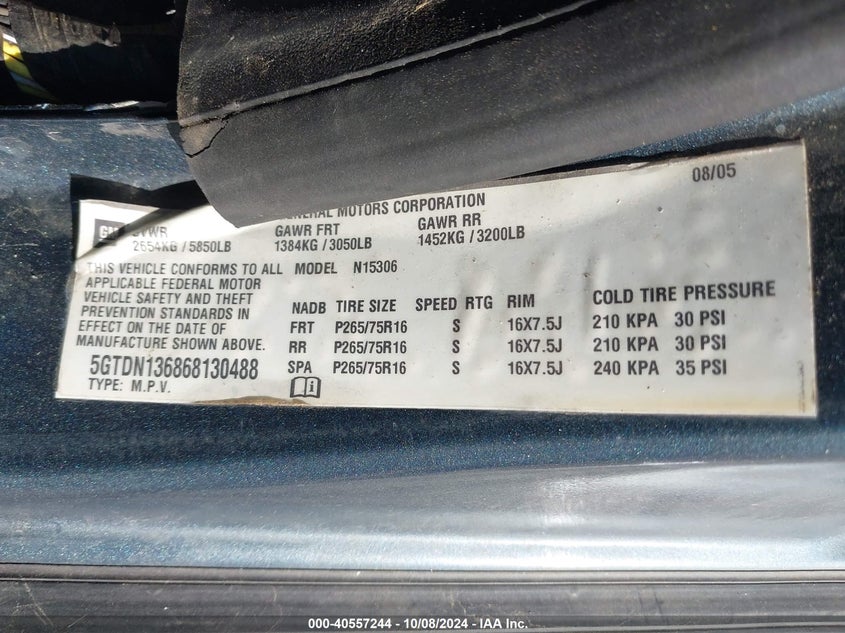 08/05
GENERAL MOTORS CORPORATION
GM GVWR GAWR FRT GAWR RR
2654KG / 5850LB 1384KG / 3050LB 1452KG / 3200LB
THIS VEHICLE CONFORMS TO ALL MODEL N15306
APPLICABLE FEDERAL MOTOR
VEHICLE SAFETY AND THEFT
PREVENTION STANDARDS IN
EFFECT ON THE DATE OF
MANUFACTURE SHOWN ABOVE.
5GTDN136868130488
TYPE: M.P.V.
NADB TIRE SIZE SPEED RTG RIM COLD TIRE PRESSURE
FRT P265/75R16 S 16X7.5J 210 KPA 30 PSI
RR P265/75R16 S 16X7.5J 210 KPA 30 PSI
SPA P265/75R16 S 16X7.5J 240 KPA 35 PSI
000-40557244 - 10/08/2024 - IAA Inc.